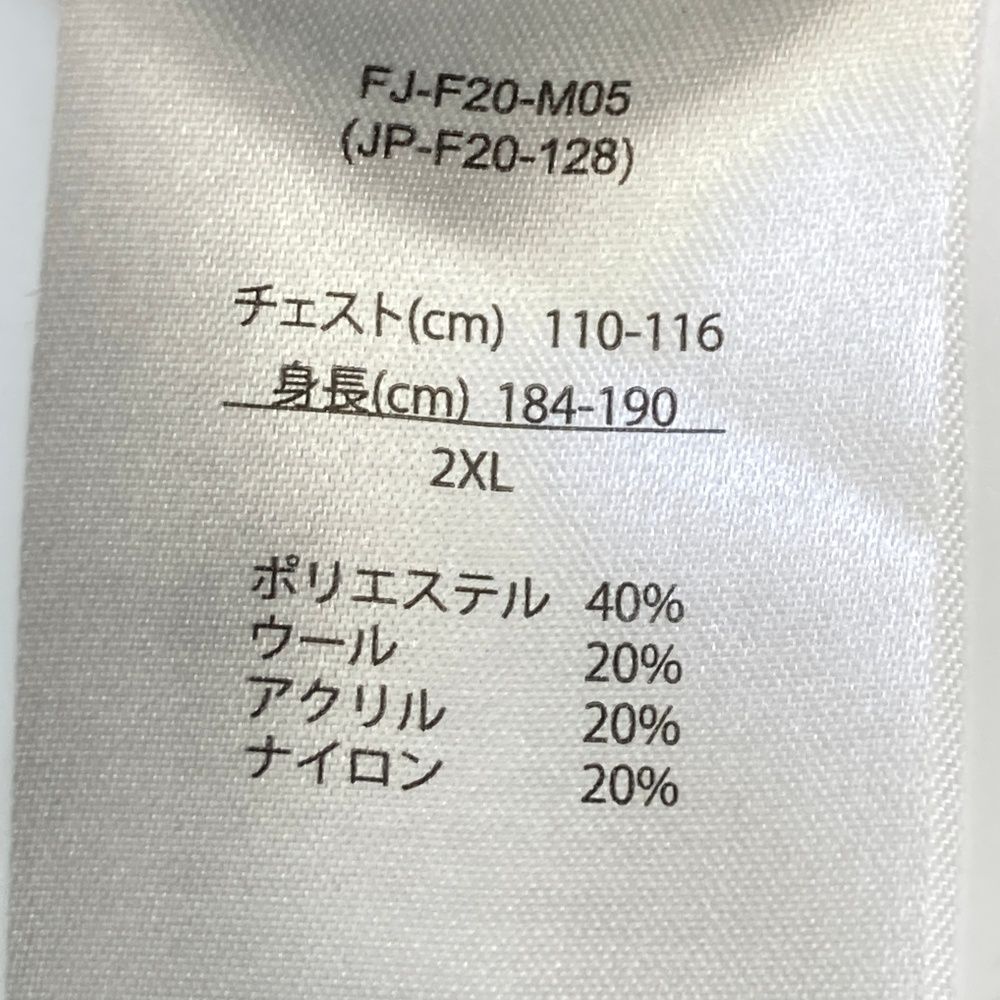 FJ-F20-M05
(JP-F20-128)
チェスト(cm) 110-116
身長(cm) 184-190
2XL
ポリエステル 40%
ウール 20%
アクリル 20%
ナイロン 20%